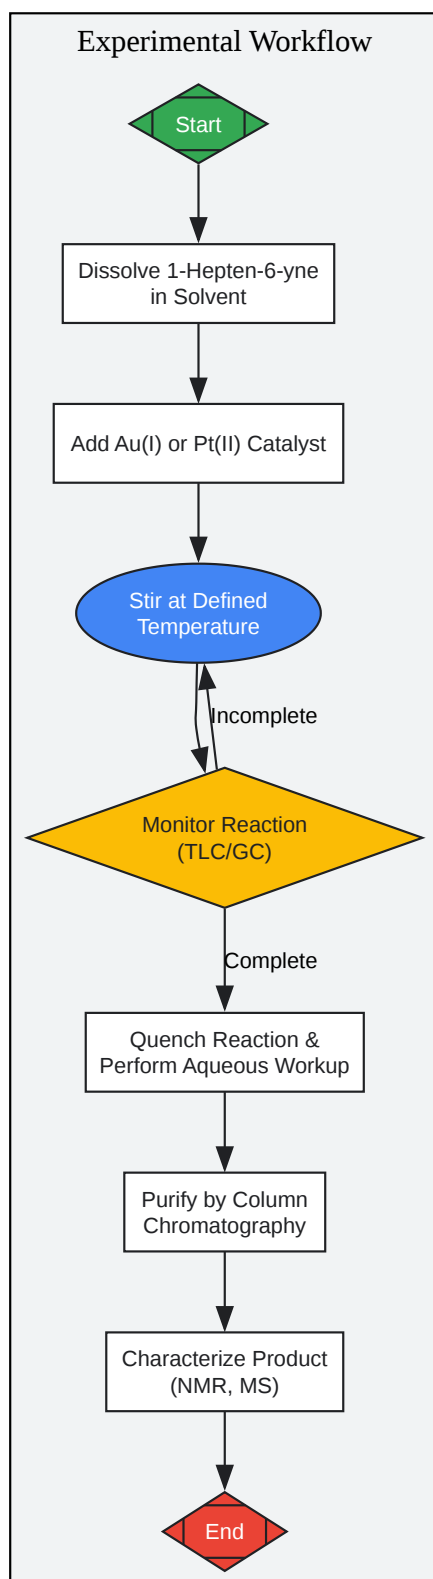 Experimental Workflow
Start
Dissolve 1-Hepten-6-yne
in Solvent
Add Au(I) or Pt(II) Catalyst
Stir at Defined
Temperature
Incomplete
Monitor Reaction
(TLC/GC)
Complete
Quench Reaction &
Perform Aqueous Workup
Purify by Column
Chromatography
Characterize Product
(NMR, MS)
End